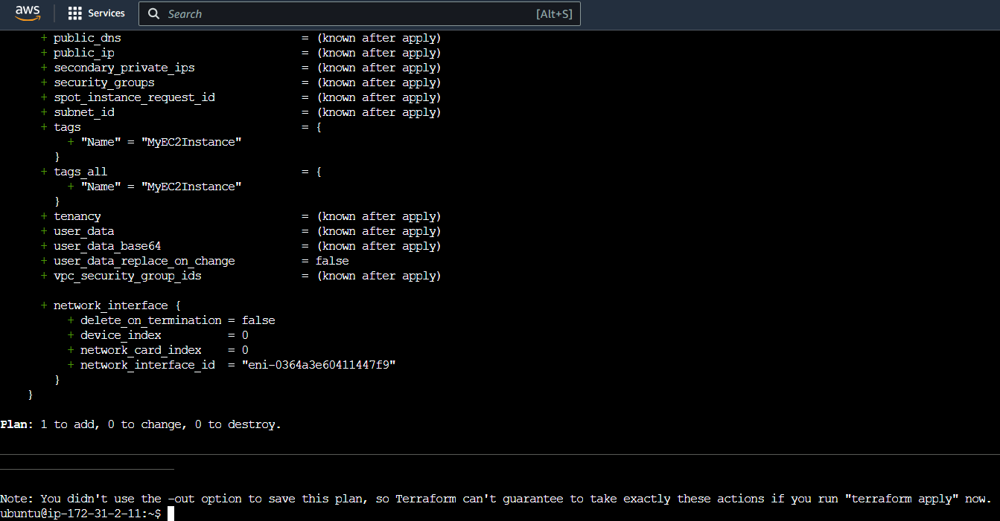 aws
Services
Search
[Alt+S]
+ public_dns = (known after apply)
+ public_ip = (known after apply)
+ secondary_private_ips = (known after apply)
+ security_groups = (known after apply)
+ spot_instance_request_id = (known after apply)
+ subnet_id = (known after apply)
+ tags = {
+ "Name" = "MyEC2Instance"
}
+ tags_all = {
+ "Name" = "MyEC2Instance"
}
+ tenancy = (known after apply)
+ user_data = (known after apply)
+ user_data_base64 = (known after apply)
+ user_data_replace_on_change = false
+ vpc_security_group_ids = (known after apply)
+ network_interface {
+ delete_on_termination = false
+ device_index = 0
+ network_card_index = 0
+ network_interface_id = "eni-0364a3e60411447f9"
}
}
Plan: 1 to add, 0 to change, 0 to destroy.
Note: You didn't use the -out option to save this plan, so Terraform can't guarantee to take exactly these actions if you run "terraform apply" now.
ubuntu@ip-172-31-2-11:~$